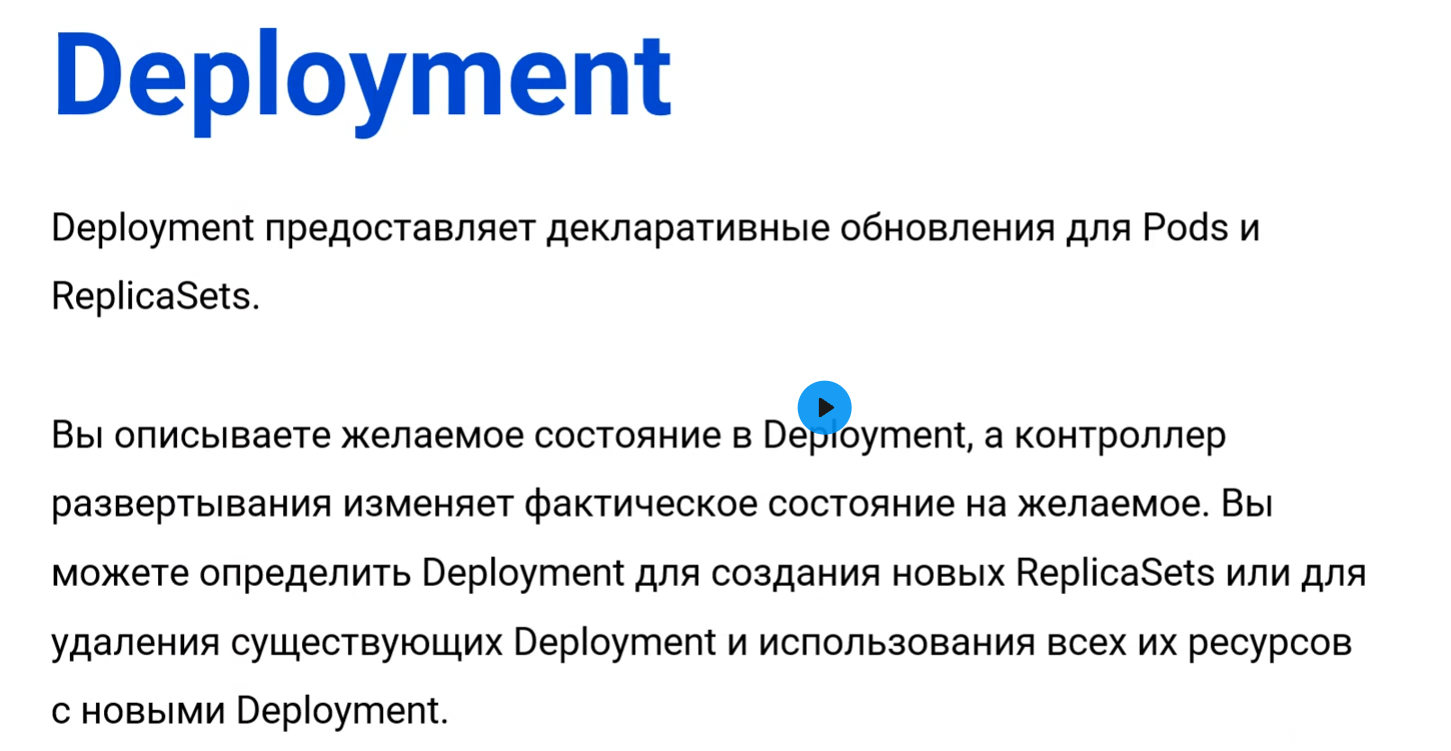 Deployment
Deployment предоставляет декларативные обновления для Pods и
ReplicaSets.
Вы описываете желаемое состояние в Deployment, а контроллер
развертывания изменяет фактическое состояние на желаемое. Вы
можете определить Deployment для создания новых ReplicaSets или для
удаления существующих Deployment и использования всех их ресурсов
с новыми Deployment.